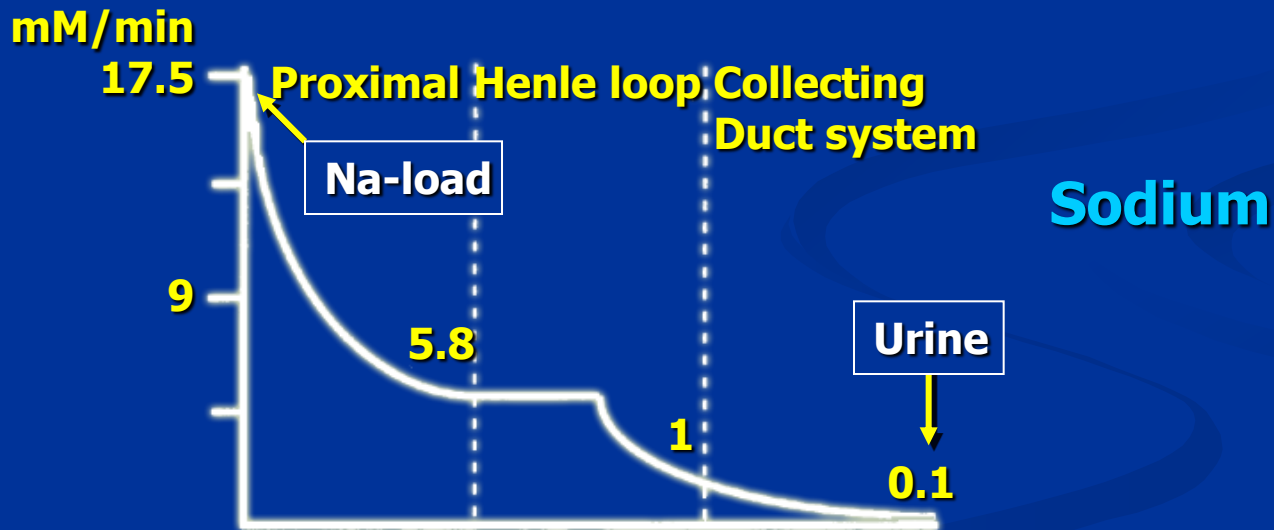 mM/min
17.5
Proximal Henle loop Collecting
Duct system
Na-load
Sodium
9
5.8
Urine
1
0.1